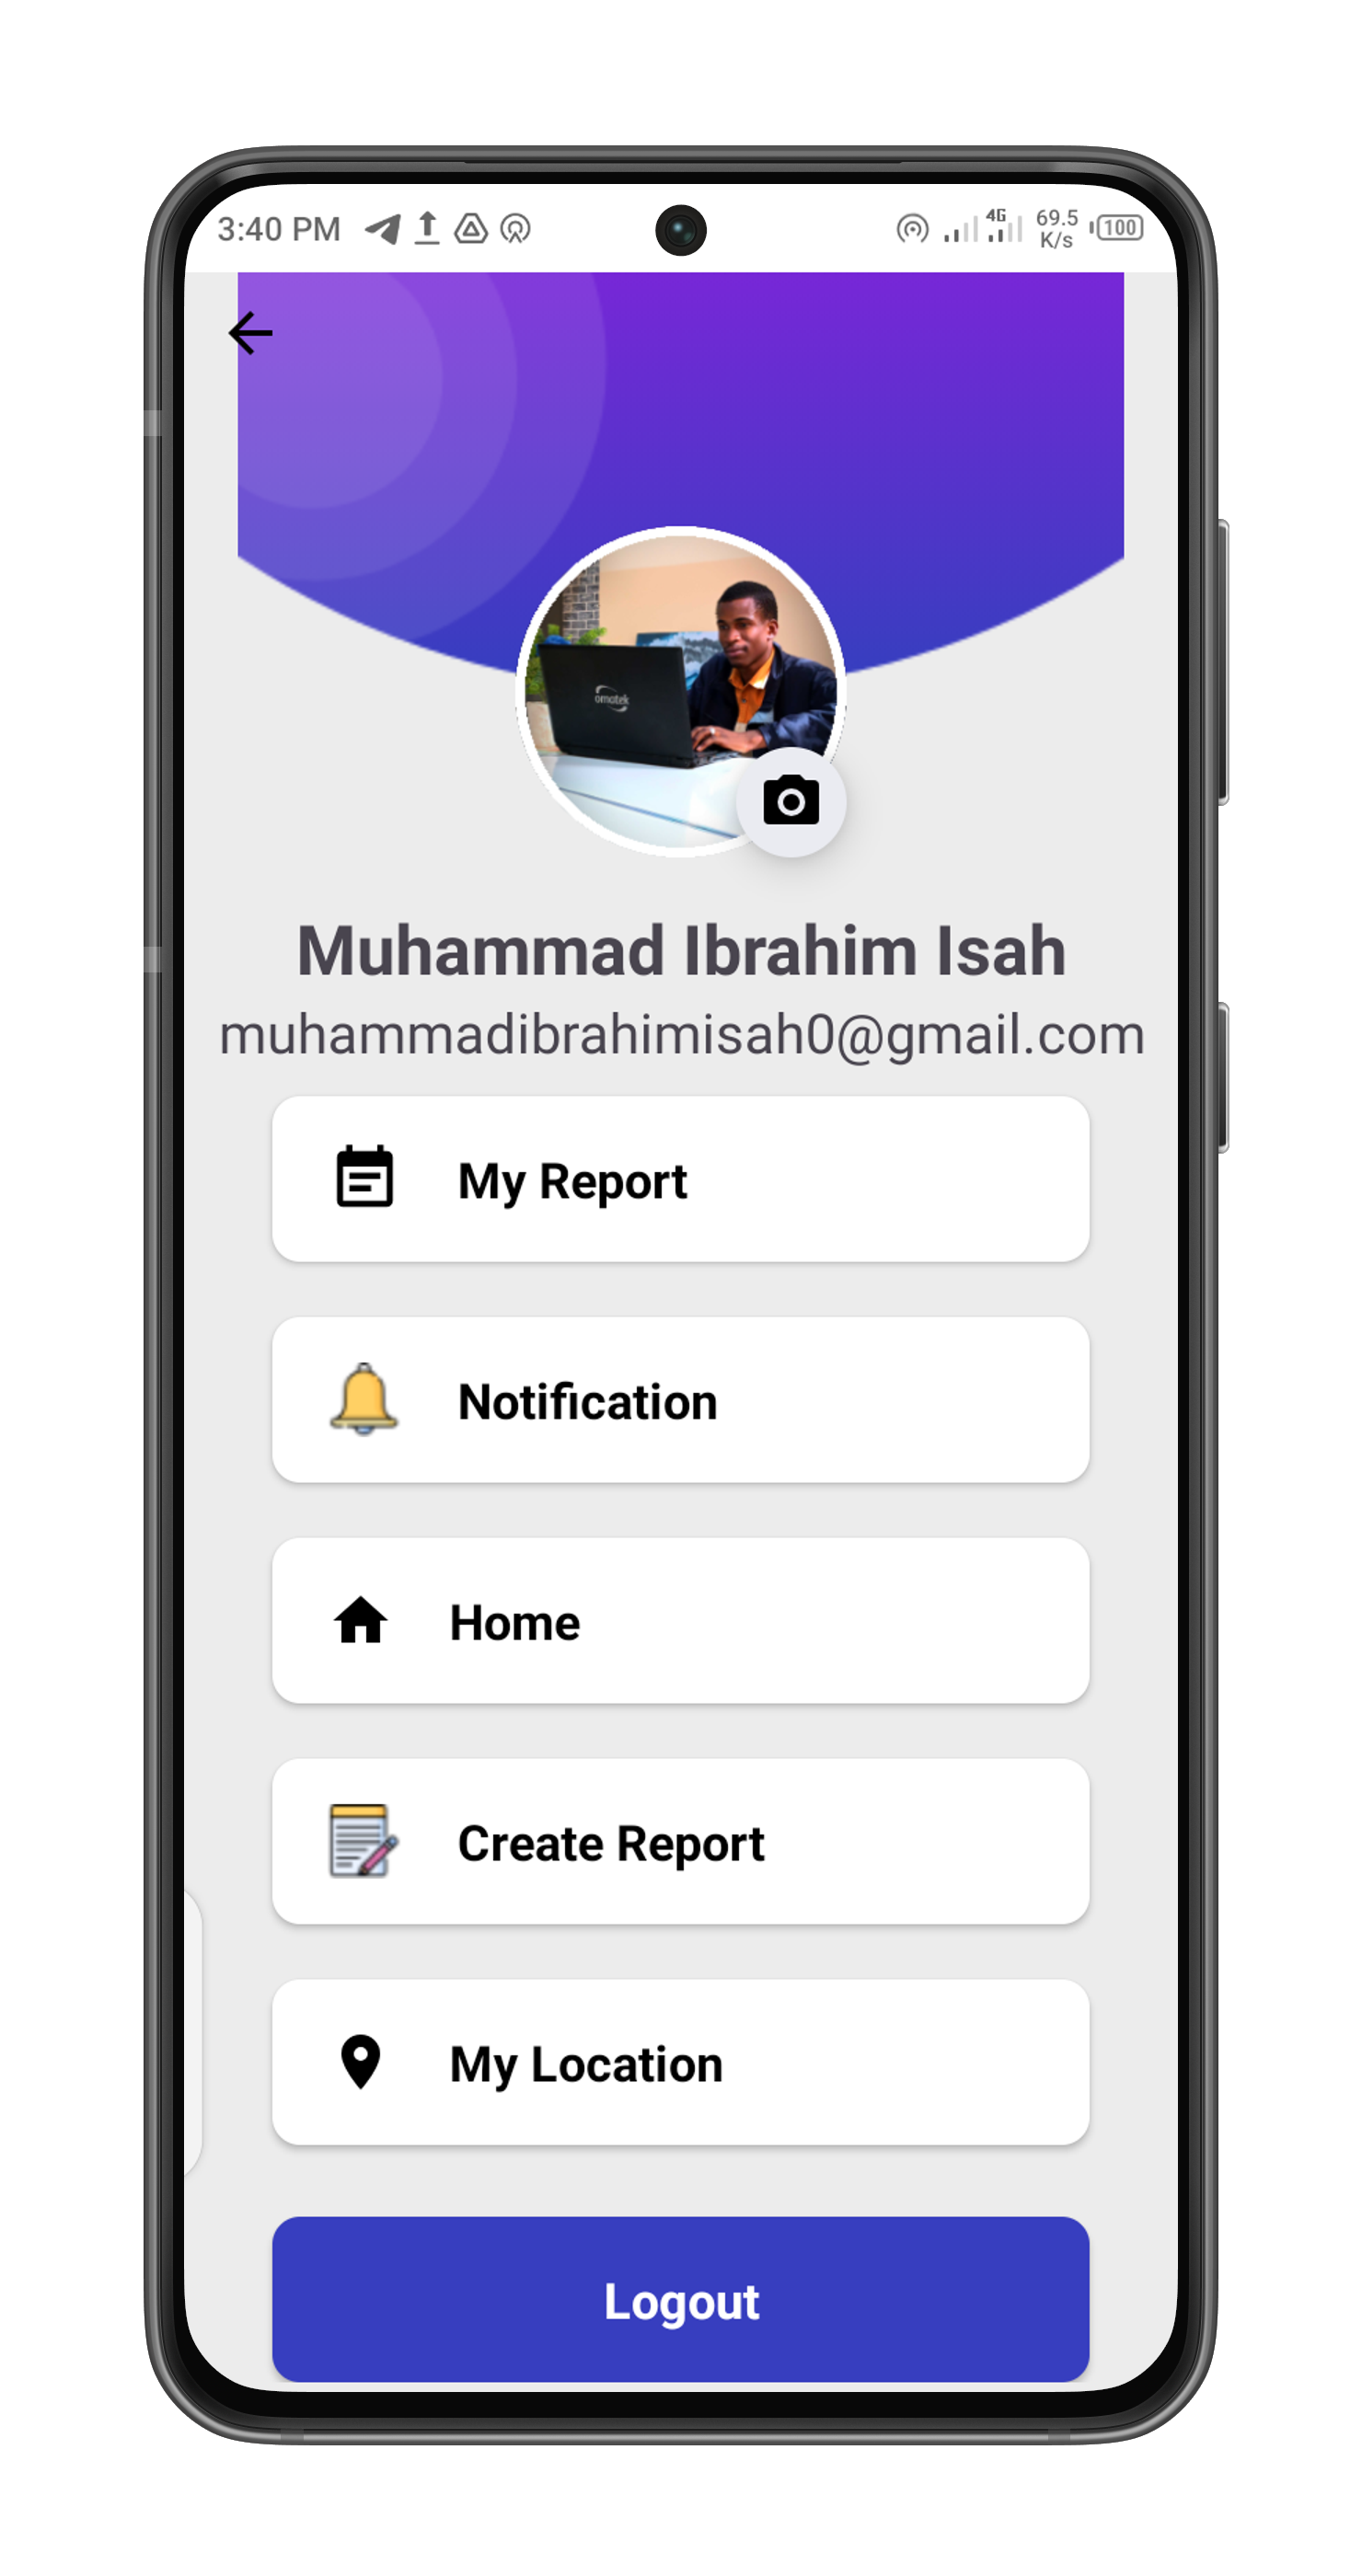 3:40 PM
4G
69.5
K/s
100
omatek
Muhammad Ibrahim Isah
muhammadibrahimisah0@gmail.com
My Report
Notification
Home
Create Report
My Location
Logout